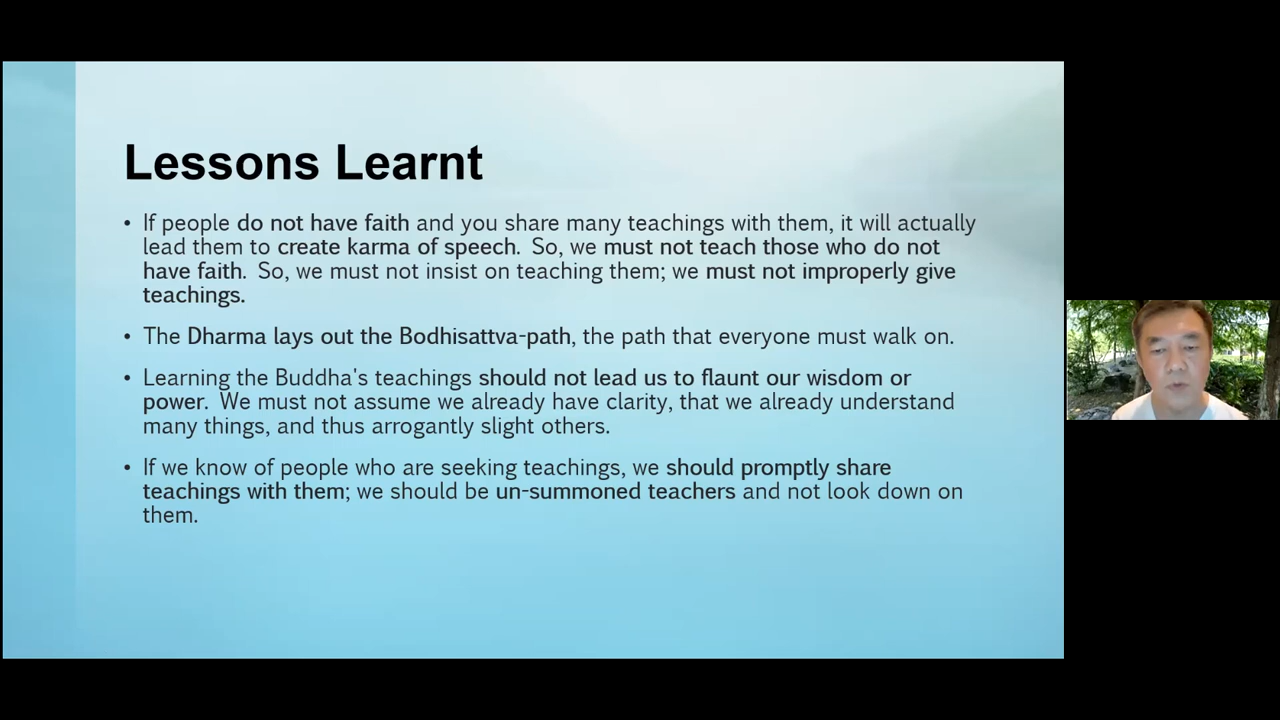 Lessons Learnt
• If people do not have faith and you share many teachings with them, it will actually
lead them to create karma of speech. So, we must not teach those who do not
have faith. So, we must not insist on teaching them; we must not improperly give
teachings.
• The Dharma lays out the Bodhisattva-path, the path that everyone must walk on.
• Learning the Buddha's teachings should not lead us to flaunt our wisdom or
power. We must not assume we already have clarity, that we already understand
many things, and thus arrogantly slight others.
• If we know of people who are seeking teachings, we should promptly share
teachings with them; we should be un-summoned teachers and not look down on
them.